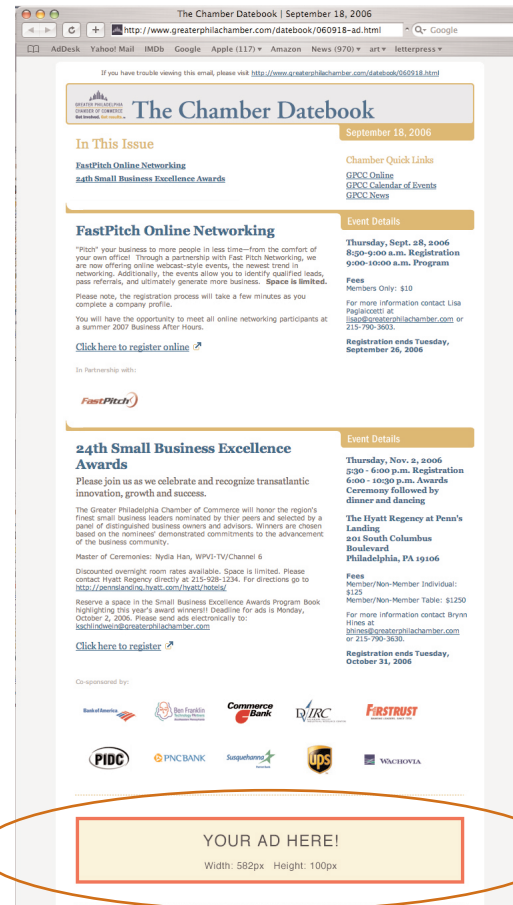 The Chamber Datebook | September 18, 2006
http://www.greaterphilachamber.com/datebook/060918-ad.html
Google
AdDesk Yahoo! Mail IMDb Google Apple (117) Amazon News (970) art letterpress
If you have trouble viewing this email, please visit http://www.greaterphilachamber.com/datebook/060918.html
GREATER PHILADELPHIA
CHAMBER OF COMMERCE
Get involved. Get results.
The Chamber Datebook
September 18, 2006
In This Issue
FastPitch Online Networking
24th Small Business Excellence Awards
Chamber Quick Links
GPCC Online
GPCC Calendar of Events
GPCC News
FastPitch Online Networking
"Pitch" your business to more people in less time—from the comfort of
your own office! Through a partnership with Fast Pitch Networking, we
are now offering online webcast-style events, the newest trend in
networking. Additionally, the events allow you to identify qualified leads,
pass referrals, and ultimately generate more business. Space is limited.
Please note, the registration process will take a few minutes as you
complete a company profile.
You will have the opportunity to meet all online networking participants at
a summer 2007 Business After Hours.
Click here to register online
In Partnership with:
FastPitch
Event Details
Thursday, Sept. 28, 2006
8:50-9:00 a.m. Registration
9:00-10:00 a.m. Program
Fees
Members Only: $10
For more information contact Lisa
Paglaiccetti at
lisap@greaterphilachamber.com or
215-790-3603.
Registration ends Tuesday,
September 26, 2006
24th Small Business Excellence
Awards
Please join us as we celebrate and recognize transatlantic
innovation, growth and success.
The Greater Philadelphia Chamber of Commerce will honor the region's
finest small business leaders nominated by thier peers and selected by a
panel of distinguished business owners and advisors. Winners are chosen
based on the nominees' demonstrated commitments to the advancement
of the business community.
Master of Ceremonies: Nydia Han, WPVI-TV/Channel 6
Discounted overnight room rates available. Space is limited. Please
contact Hyatt Regency directly at 215-928-1234. For directions go to
http://pennslanding.hyatt.com/hyatt/hotels/
Reserve a space in the Small Business Excellence Awards Program Book
highlighting this year's award winners!! Deadline for ads is Monday,
October 2, 2006. Please send ads electronically to:
kschlindwein@greaterphilachamber.com
Click here to register
Event Details
Thursday, Nov. 2, 2006
5:30 - 6:00 p.m. Registration
6:00 - 10:30 p.m. Awards
Ceremony followed by
dinner and dancing
The Hyatt Regency at Penn's
Landing
201 South Columbus
Boulevard
Philadelphia, PA 19106
Fees
Member/Non-Member Individual:
$125
Member/Non-Member Table: $1250
For more information contact Brynn
Hines at
bhines@greaterphilachamber.com
or 215-790-3630.
Registration ends Tuesday,
October 31, 2006
Co-sponsored by:
Bank of America
Ben Franklin
Technology Partners
Commerce
Bank
DVIRC
FIRSTRUST
PIDC
PNCBANK
Susquehanna
ups
WACHOVIA
YOUR AD HERE!
Width: 582px Height: 100px